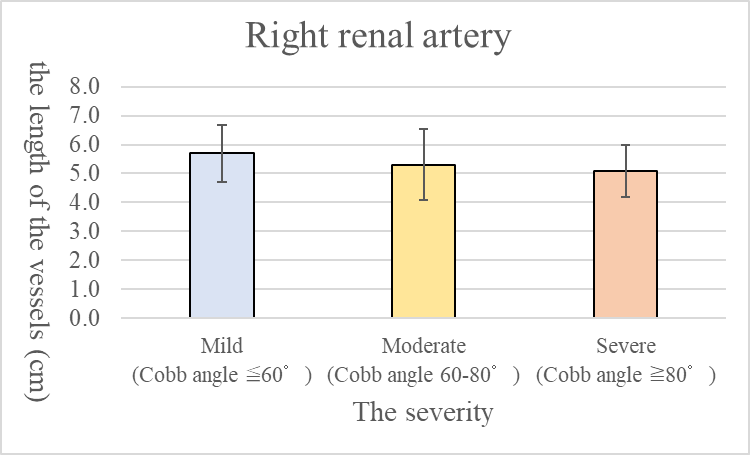 Right renal artery
the length of the vessels (cm)
8.0
7.0
6.0
5.0
4.0
3.0
2.0
1.0
0.0
Mild
(Cobb angle ≦60゜)
Moderate
(Cobb angle 60-80゜)
Severe
(Cobb angle ≧80゜)
The severity